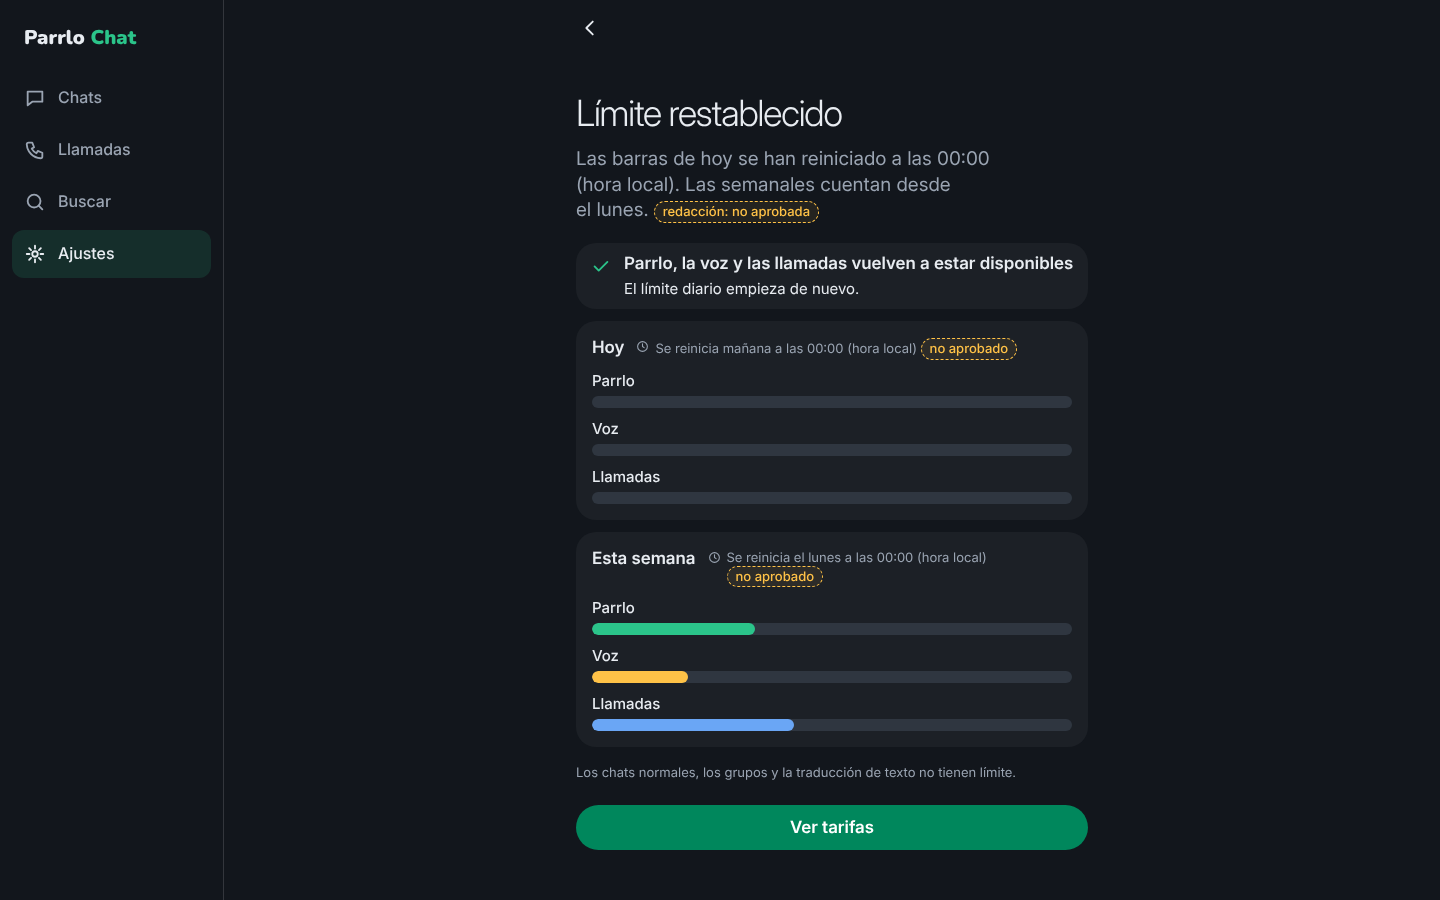 Parrlo Chat
Chats
Llamadas
Buscar
Ajustes
Límite restablecido
Las barras de hoy se han reiniciado a las 00:00
(hora local). Las semanales cuentan desde
el lunes. redacción: no aprobada
Parrlo, la voz y las llamadas vuelven a estar disponibles
El límite diario empieza de nuevo.
Hoy Se reinicia mañana a las 00:00 (hora local) no aprobado
Parrlo
Voz
Llamadas
Esta semana Se reinicia el lunes a las 00:00 (hora local)
no aprobado
Parrlo
Voz
Llamadas
Los chats normales, los grupos y la traducción de texto no tienen límite.
Ver tarifas